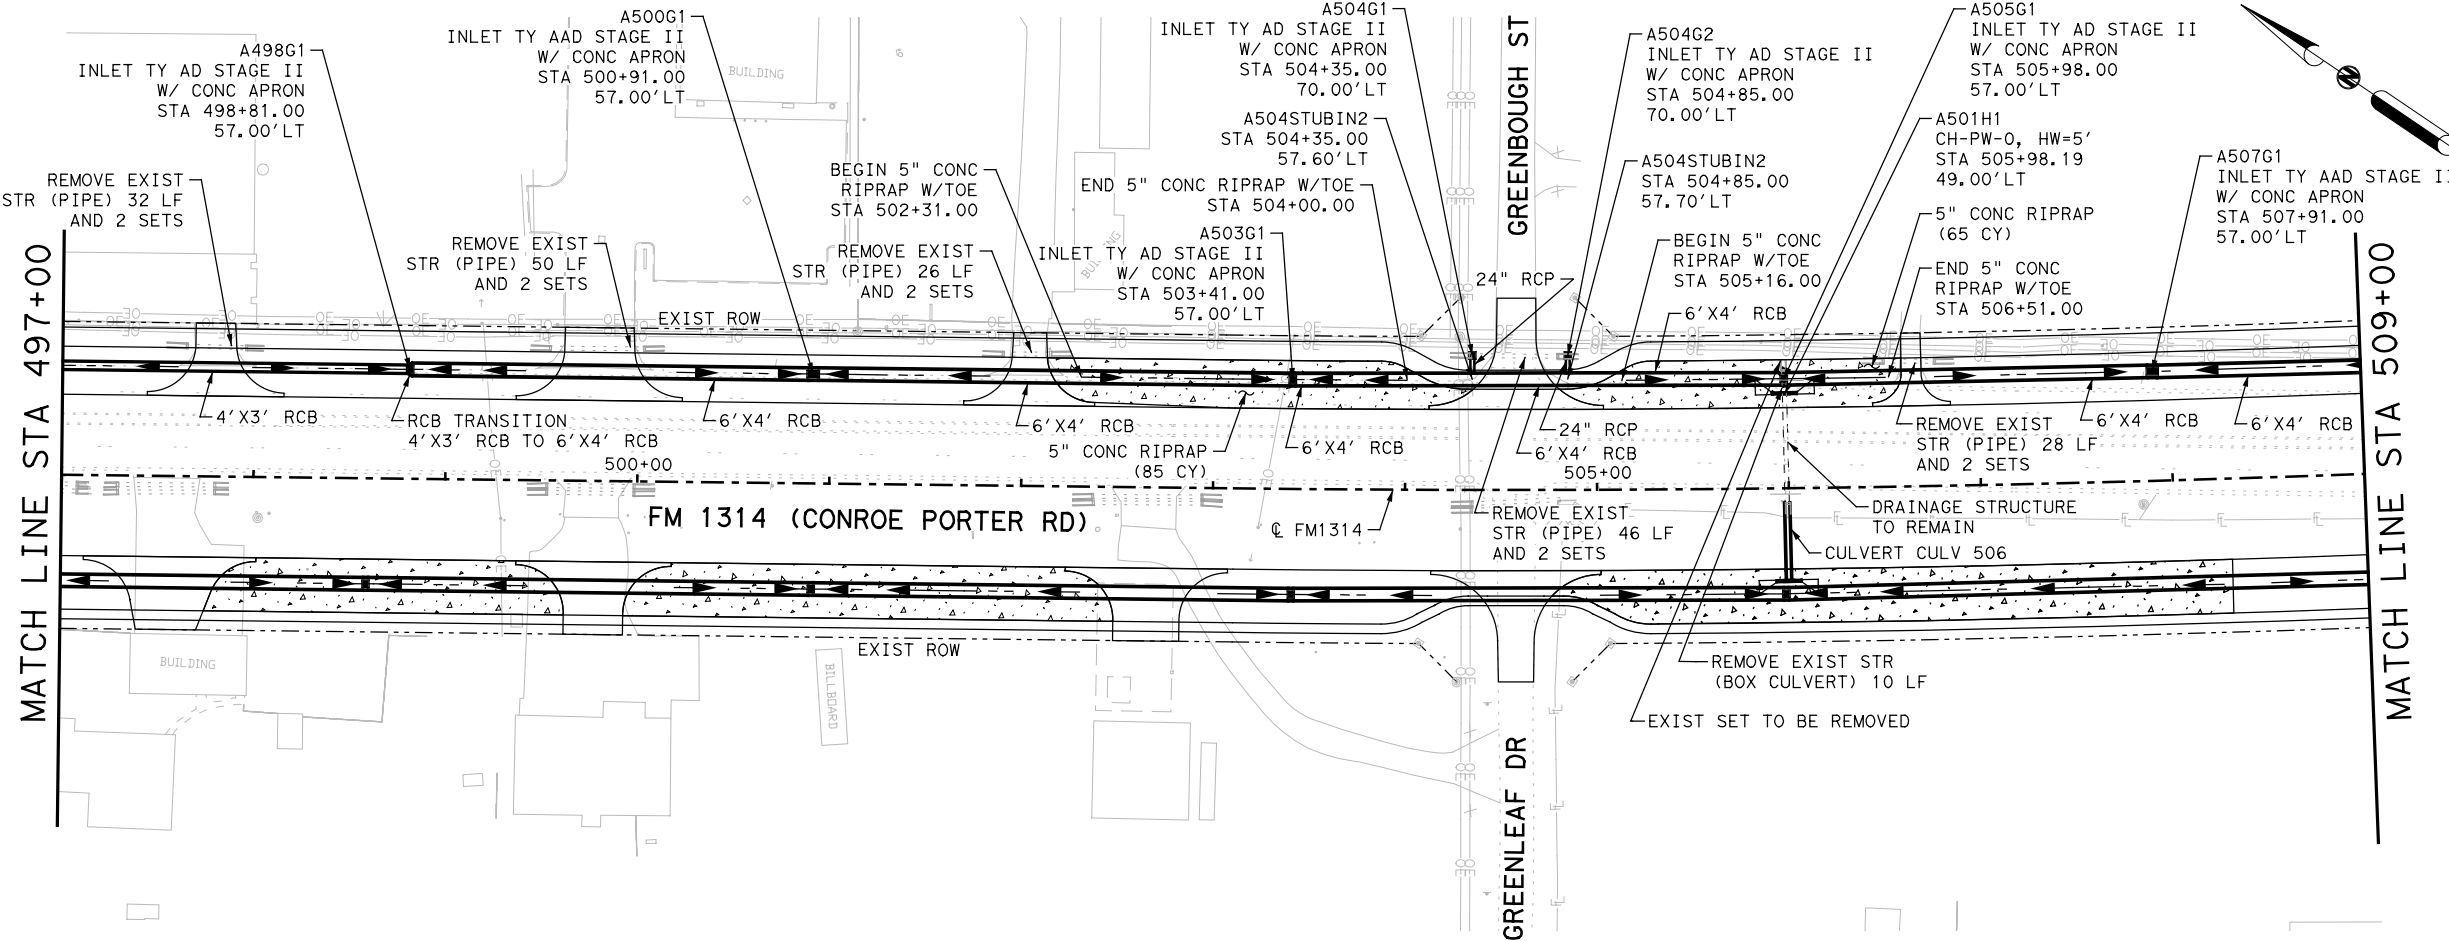 A498G1
INLET TY AD STAGE II
W/ CONC APRON
STA 498+81.00
57.00'LT
A500G1
INLET TY AAD STAGE II
W/ CONC APRON
STA 500+91.00
57.00'LT
A504G1
INLET TY AD STAGE II
W/ CONC APRON
STA 504+35.00
70.00'LT
A504STUBIN2
STA 504+35.00
57.60'LT
GREENBOUGH ST
A504G2
INLET TY AD STAGE II
W/ CONC APRON
STA 504+85.00
70.00'LT
A504STUBIN2
STA 504+85.00
57.70'LT
A505G1
INLET TY AD STAGE II
W/ CONC APRON
STA 505+98.00
57.00'LT
A501H1
CH-PW-0, HW=5'
STA 505+98.19
49.00'LT
A507G1
INLET TY AAD STAGE II
W/ CONC APRON
STA 507+91.00
57.00'LT
N
REMOVE EXIST
STR (PIPE) 32 LF
AND 2 SETS
REMOVE EXIST
STR (PIPE) 50 LF
AND 2 SETS
BEGIN 5" CONC
RIPRAP W/TOE
STA 502+31.00
REMOVE EXIST
STR (PIPE) 26 LF
AND 2 SETS
END 5" CONC RIPRAP W/TOE
STA 504+00.00
A503G1
INLET TY AD STAGE II
W/ CONC APRON
STA 503+41.00
57.00'LT
24" RCP
BEGIN 5" CONC
RIPRAP W/TOE
STA 505+16.00
6'X4' RCB
5" CONC RIPRAP
(65 CY)
END 5" CONC
RIPRAP W/TOE
STA 506+51.00
BUILDING
BUILDING
EXIST ROW
MATCH LINE STA 497+00
MATCH LINE STA 509+00
4'X3' RCB
RCB TRANSITION
4'X3' RCB TO 6'X4' RCB
500+00
6'X4' RCB
6'X4' RCB
5" CONC RIPRAP
(85 CY)
6'X4' RCB
24" RCP
6'X4' RCB
505+00
REMOVE EXIST
STR (PIPE) 28 LF
AND 2 SETS
6'X4' RCB
6'X4' RCB
FM 1314 (CONROE PORTER RD)
℄ FM1314
REMOVE EXIST
STR (PIPE) 46 LF
AND 2 SETS
DRAINAGE STRUCTURE
TO REMAIN
CULVERT CULV 506
EXIST ROW
BUILDING
BILLBOARD
REMOVE EXIST STR
(BOX CULVERT) 10 LF
EXIST SET TO BE REMOVED
GREENLEAF DR